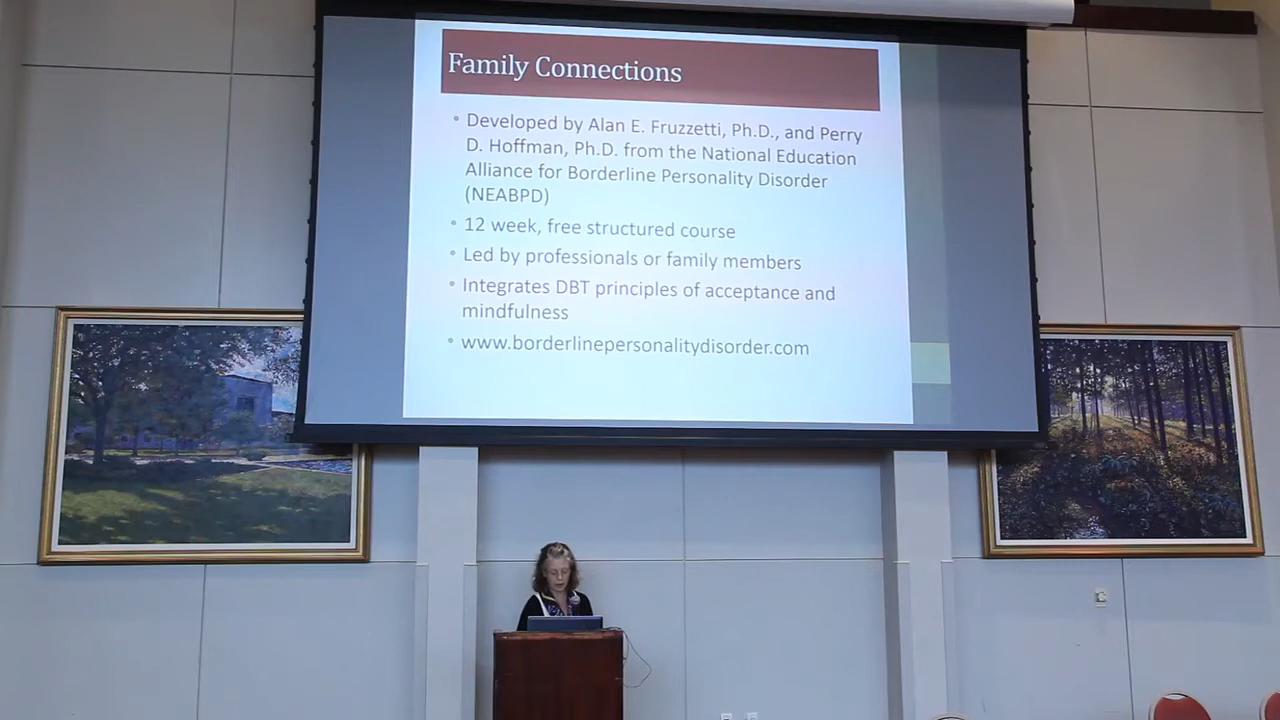 Family Connections
• Developed by Alan E. Fruzzetti, Ph.D., and Perry
D. Hoffman, Ph.D. from the National Education
Alliance for Borderline Personality Disorder
(NEABPD)
• 12 week, free structured course
• Led by professionals or family members
• Integrates DBT principles of acceptance and
mindfulness
• www.borderlinepersonalitydisorder.com